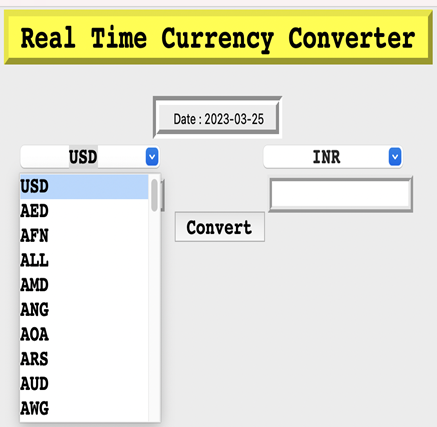 Real Time Currency Converter
Date : 2023-03-25
USD
INR
USD
AED
AFN
ALL
AMD
ANG
AOA
ARS
AUD
AWG
Convert